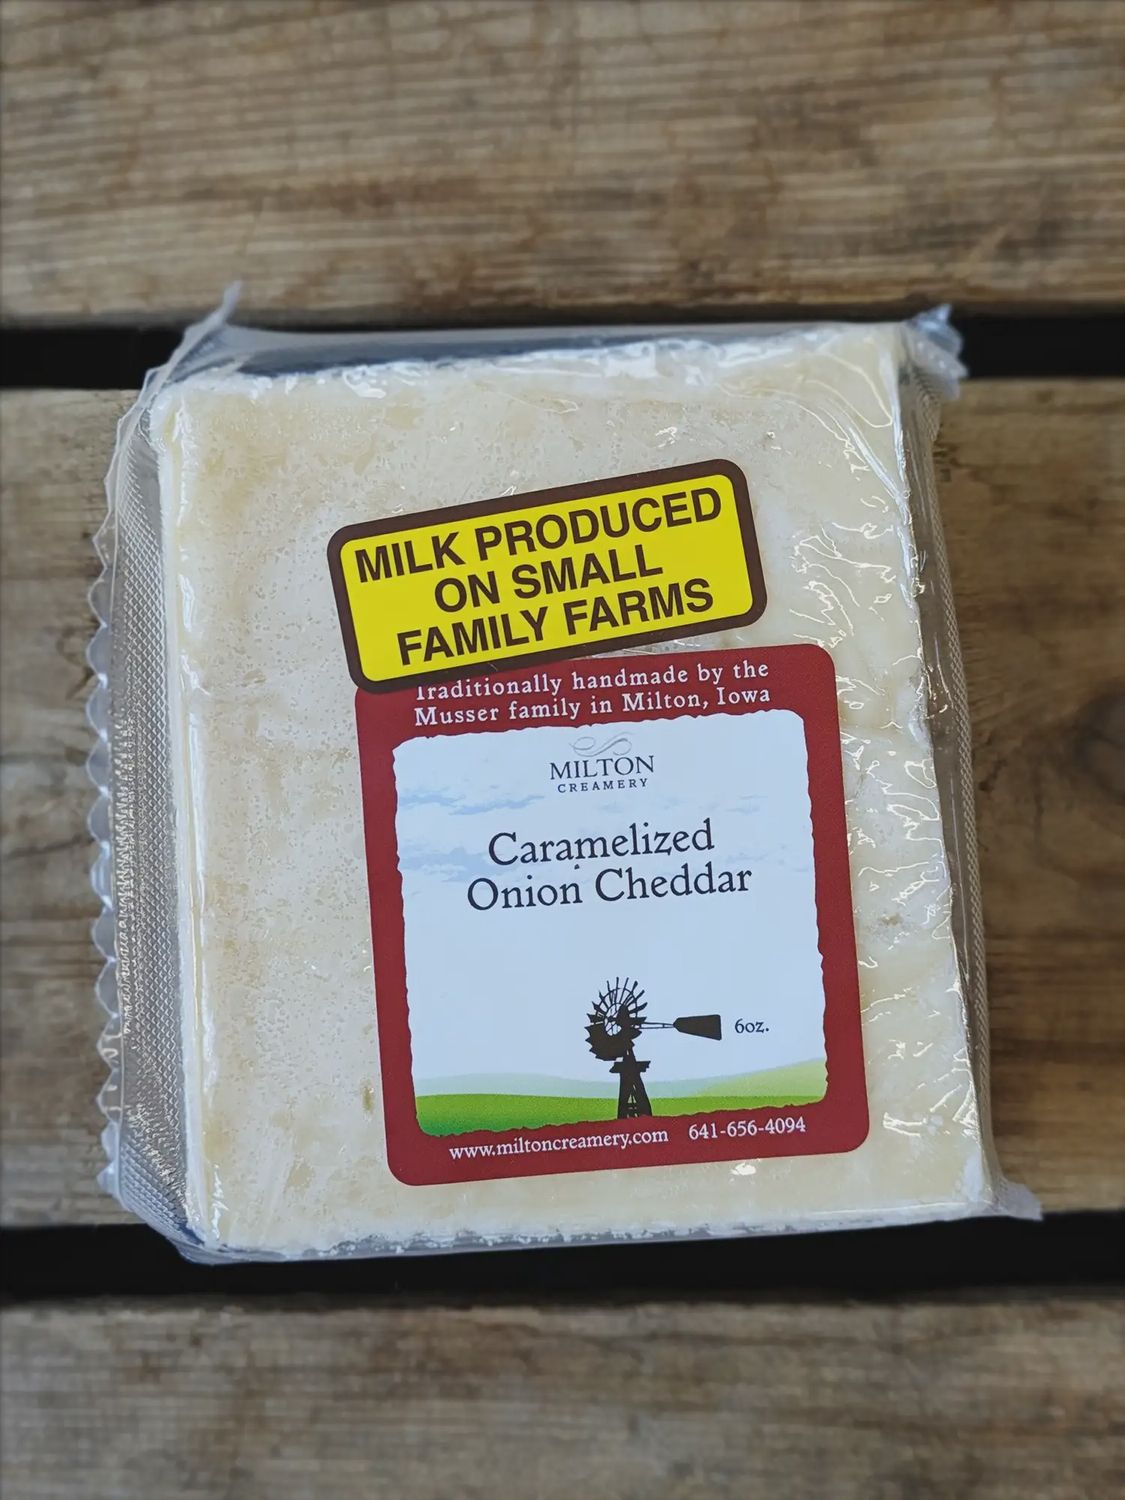 MILK PRODUCED
ON SMALL
FAMILY FARMS
Traditionally handmade by the
Musser family in Milton, Iowa
MILTON
CREAMERY
Caramelized
Onion Cheddar
6oz.
www.miltoncreamery.com 641-656-4094